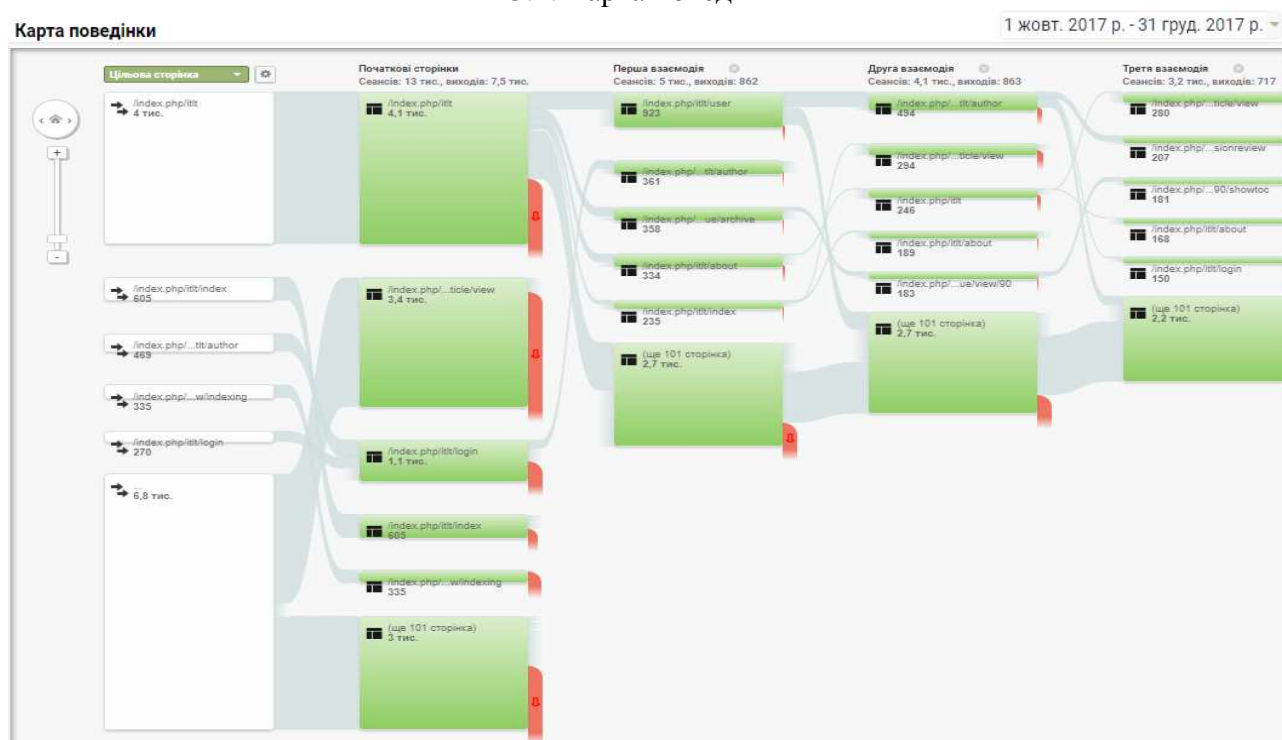 Карта поведінки
1 жовт. 2017 р. - 31 груд. 2017 р.
Цільова сторінка
/index.php/itlt
4 тис.
/index.php/itlt/index
605
/index.php/...tlt/author
469
/index.php/...w/indexing
335
/index.php/itlt/login
270
...
6,8 тис.
Початкові сторінки
Сеансів: 13 тис., виходів: 7,5 тис.
/index.php/itlt
4,1 тис.
/index.php/...ticle/view
3,4 тис.
/index.php/itlt/login
1,1 тис.
/index.php/itlt/index
605
/index.php/...w/indexing
335
(ще 101 сторінка)
3 тис.
Перша взаємодія
Сеансів: 5 тис., виходів: 862
/index.php/itlt/user
923
/index.php/...tlt/author
361
/index.php/...ue/archive
358
/index.php/itlt/about
334
/index.php/itlt/index
235
(ще 101 сторінка)
2,7 тис.
Друга взаємодія
Сеансів: 4,1 тис., виходів: 863
/index.php/...tlt/author
494
/index.php/...ticle/view
294
/index.php/itlt
246
/index.php/itlt/about
189
/index.php/...ue/view/90
183
(ще 101 сторінка)
2,7 тис.
Третя взаємодія
Сеансів: 3,2 тис., виходів: 717
/index.php/...ticle/view
280
/index.php/...sionreview
207
/index.php/...90/showtoc
181
/index.php/itlt/about
168
/index.php/itlt/login
150
(ще 101 сторінка)
2,2 тис.